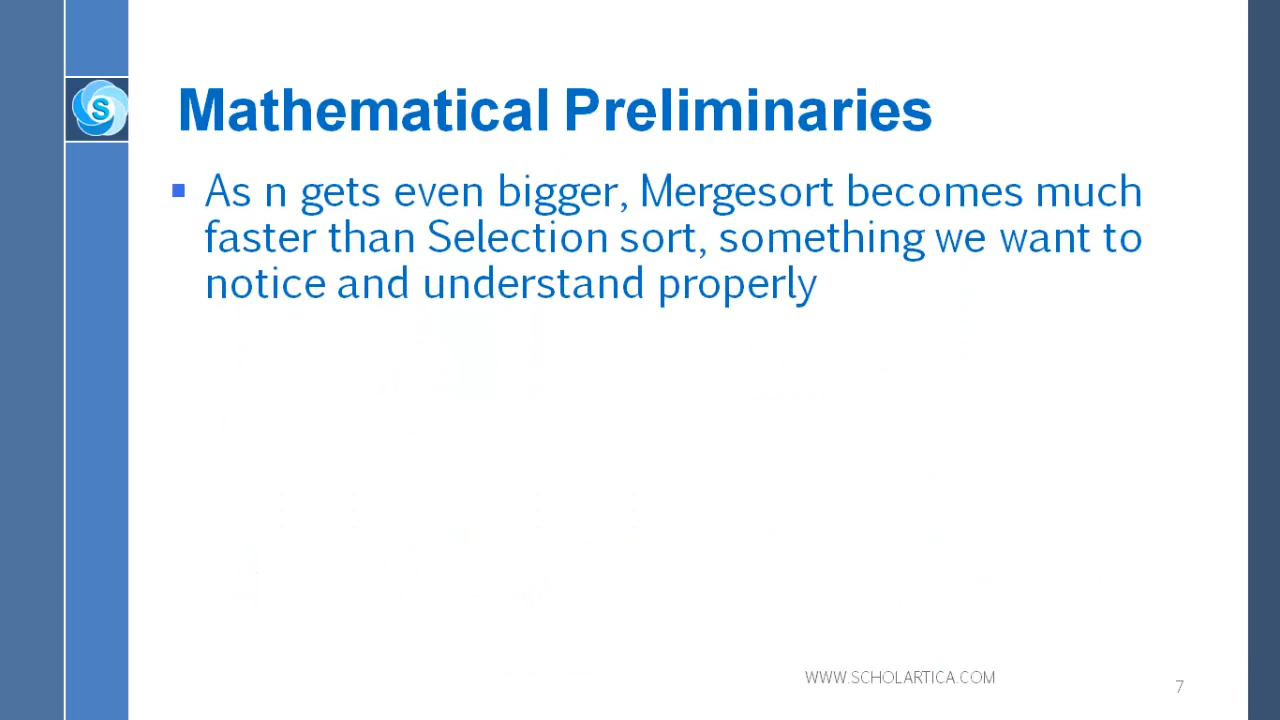 S
Mathematical Preliminaries
As n gets even bigger, Mergesort becomes much
faster than Selection sort, something we want to
notice and understand properly
WWW.SCHOLARTICA.COM
7